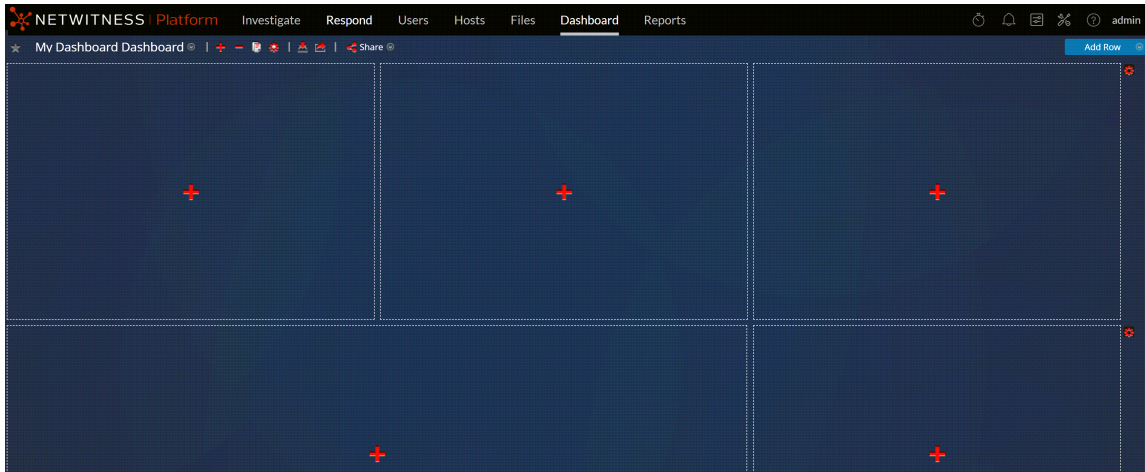 NETWITNESS Platform Investigate Respond Users Hosts Files Dashboard Reports admin
My Dashboard Dashboard Share Add Row